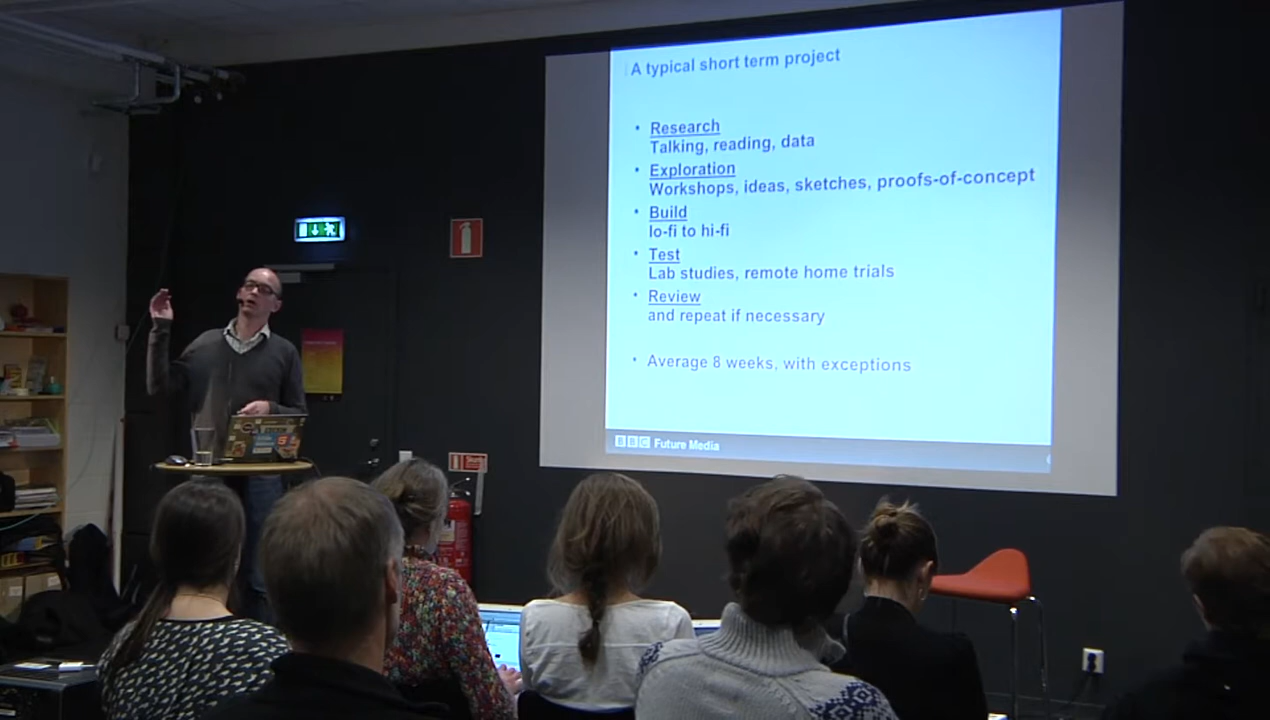 A typical short term project
• Research
Talking, reading, data
• Exploration
Workshops, ideas, sketches, proofs-of-concept
• Build
lo-fi to hi-fi
• Test
Lab studies, remote home trials
• Review
and repeat if necessary
• Average 8 weeks, with exceptions
BBC Future Media